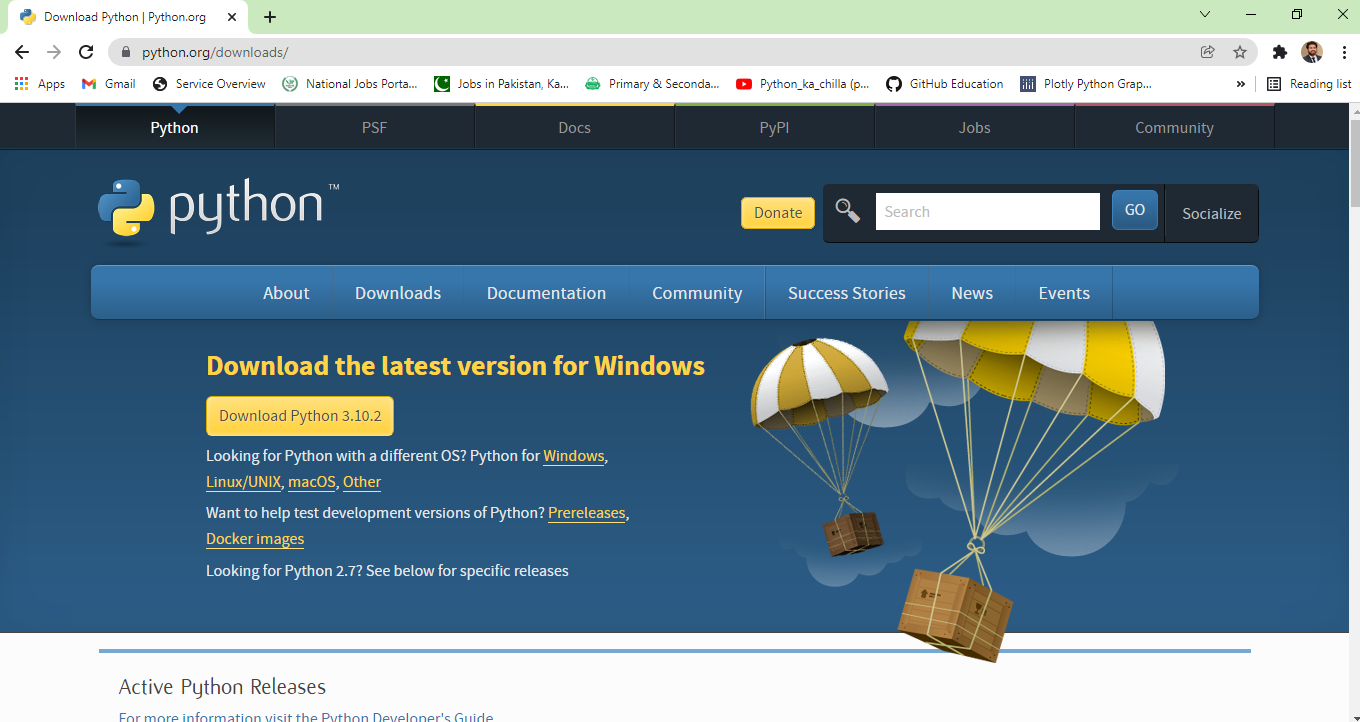 Download Python | Python.org
python.org/downloads/
Apps Gmail Service Overview National Jobs Porta... Jobs in Pakistan, Ka... Primary & Seconda... Python_ka_chilla (p... GitHub Education Plotly Python Grap... » Reading list
Python PSF Docs PyPI Jobs Community
python™
Donate Search GO Socialize
About Downloads Documentation Community Success Stories News Events
Download the latest version for Windows
Download Python 3.10.2
Looking for Python with a different OS? Python for Windows,
Linux/UNIX, macOS, Other
Want to help test development versions of Python? Prereleases,
Docker images
Looking for Python 2.7? See below for specific releases
Active Python Releases
For more information visit the Python Developer's Guide